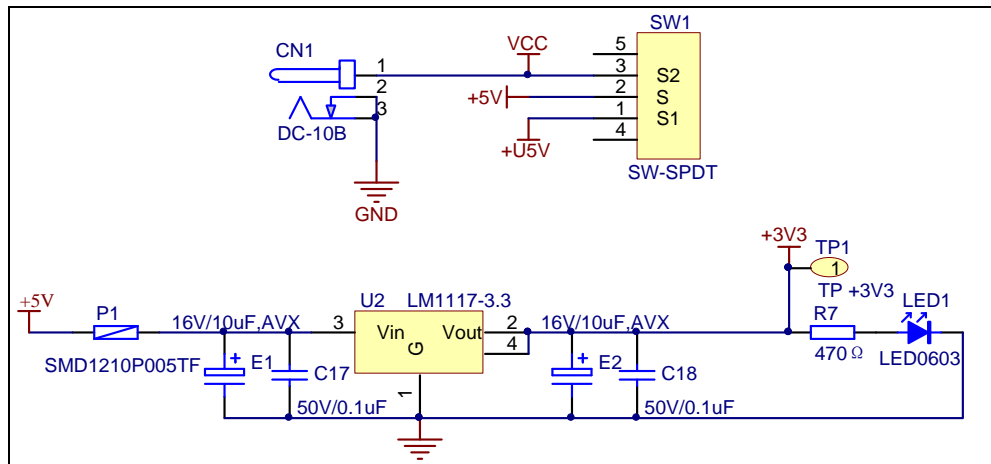 SW1
CN1
VCC
5
1
3
S2
2
+5V
2
S
3
1
S1
DC-10B
4
+U5V
SW-SPDT
GND
+3V3
TP1
1
+5V
P1
U2
LM1117-3.3
TP +3V3
LED1
16V/10uF,AVX
3
Vin
Vout
2
16V/10uF,AVX
R7
G
4
SMD1210P005TF
E1
C17
E2
C18
470Ω
LED0603
1
50V/0.1uF
50V/0.1uF